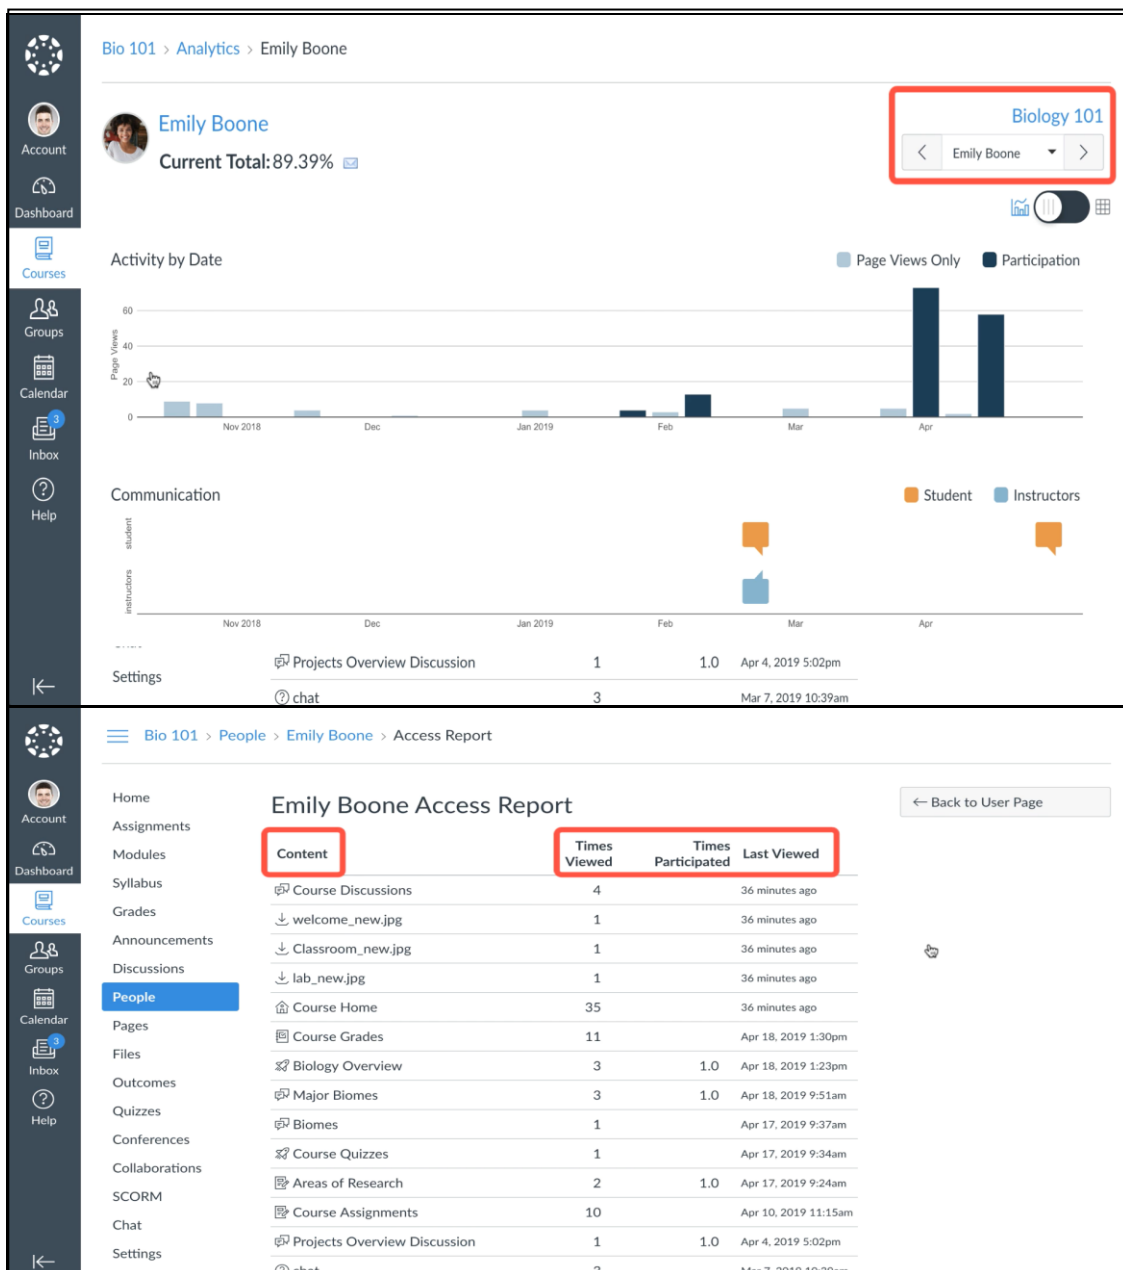 Bio 101 > Analytics > Emily Boone
Emily Boone
Current Total: 89.39%
Biology 101
Emily Boone
Account
Dashboard
Courses
Groups
Calendar
3
Inbox
Help
Activity by Date
Page Views Only
Participation
Page Views
60
40
20
0
Nov 2018
Dec
Jan 2019
Feb
Mar
Apr
Communication
Student
Instructors
student
instructors
Nov 2018
Dec
Jan 2019
Feb
Mar
Apr
Settings
Projects Overview Discussion 1 1.0 Apr 4, 2019 5:02pm
chat 3 Mar 7, 2019 10:39am
Bio 101 > People > Emily Boone > Access Report
Account
Dashboard
Courses
Groups
Calendar
3
Inbox
Help
Home
Assignments
Modules
Syllabus
Grades
Announcements
Discussions
People
Pages
Files
Outcomes
Quizzes
Conferences
Collaborations
SCORM
Chat
Settings
Emily Boone Access Report
← Back to User Page
Content Times Viewed Times Participated Last Viewed
Course Discussions 4 36 minutes ago
welcome_new.jpg 1 36 minutes ago
Classroom_new.jpg 1 36 minutes ago
lab_new.jpg 1 36 minutes ago
Course Home 35 36 minutes ago
Course Grades 11 Apr 18, 2019 1:30pm
Biology Overview 3 1.0 Apr 18, 2019 1:23pm
Major Biomes 3 1.0 Apr 18, 2019 9:51am
Biomes 1 Apr 17, 2019 9:37am
Course Quizzes 1 Apr 17, 2019 9:34am
Areas of Research 2 1.0 Apr 17, 2019 9:24am
Course Assignments 10 Apr 10, 2019 11:15am
Projects Overview Discussion 1 1.0 Apr 4, 2019 5:02pm